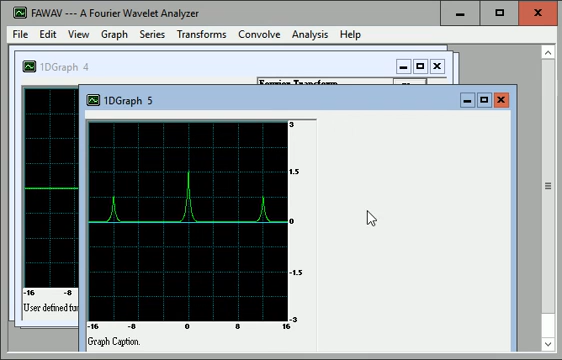 FAWAV --- A Fourier Wavelet Analyzer
File Edit View Graph Series Transforms Convolve Analysis Help
1DGraph 4
Fourier Transform
1DGraph 5
3
1.5
0
-1.5
-3
-16 -8
-16 -8 0 8 16
User defined fun
Graph Caption.